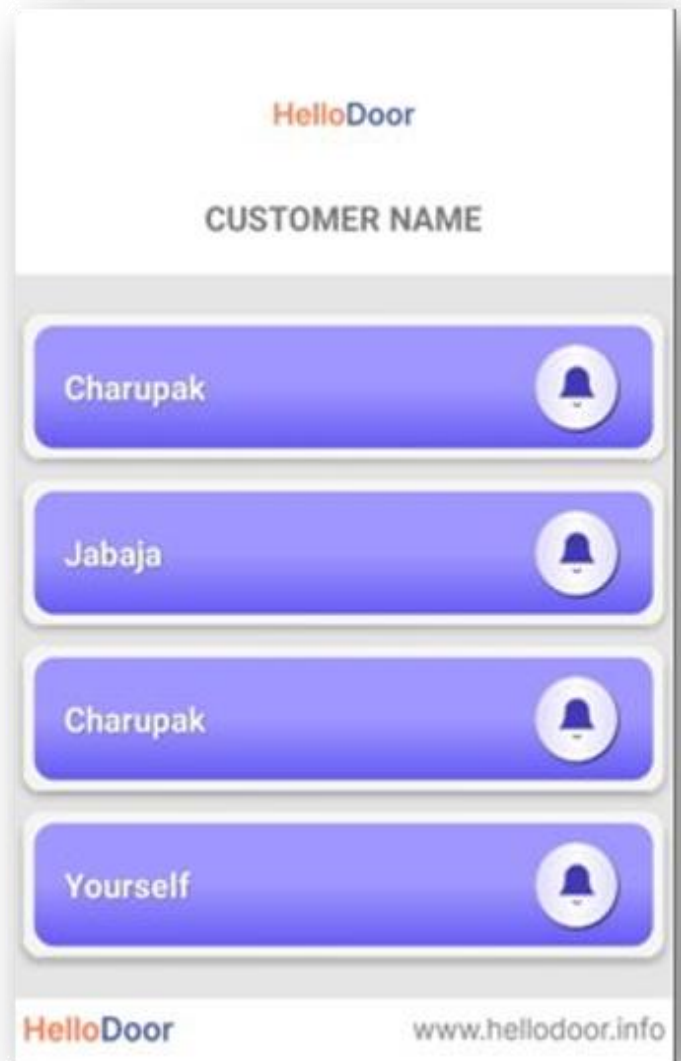 HelloDoor
CUSTOMER NAME
Charupak
Jabaja
Charupak
Yourself
HelloDoor www.hellodoor.info